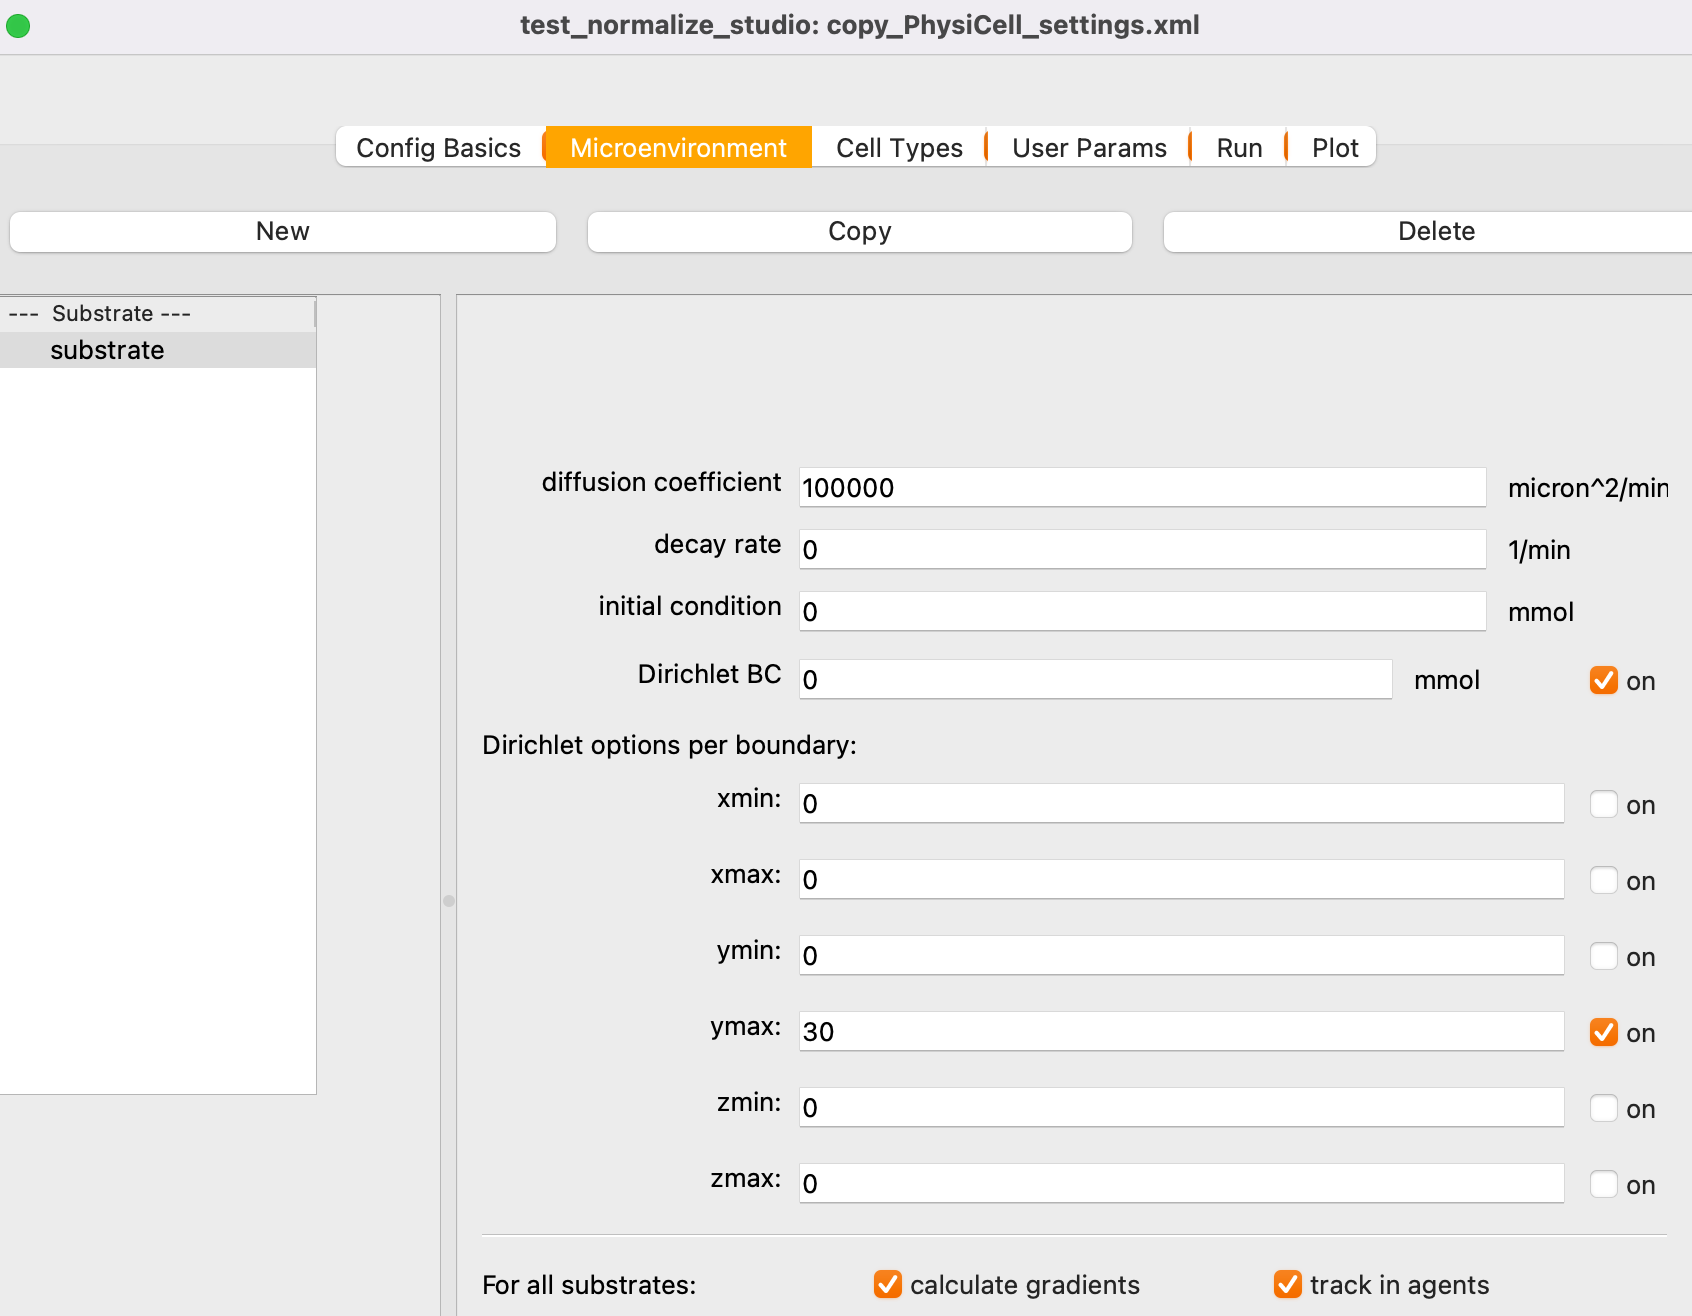 test_normalize_studio: copy_PhysiCell_settings.xml
Config Basics Microenvironment Cell Types User Params Run Plot
New Copy Delete
--- Substrate ---
substrate
diffusion coefficient 100000 micron^2/min
decay rate 0 1/min
initial condition 0 mmol
Dirichlet BC 0 mmol on
Dirichlet options per boundary:
xmin: 0 on
xmax: 0 on
ymin: 0 on
ymax: 30 on
zmin: 0 on
zmax: 0 on
For all substrates: calculate gradients track in agents